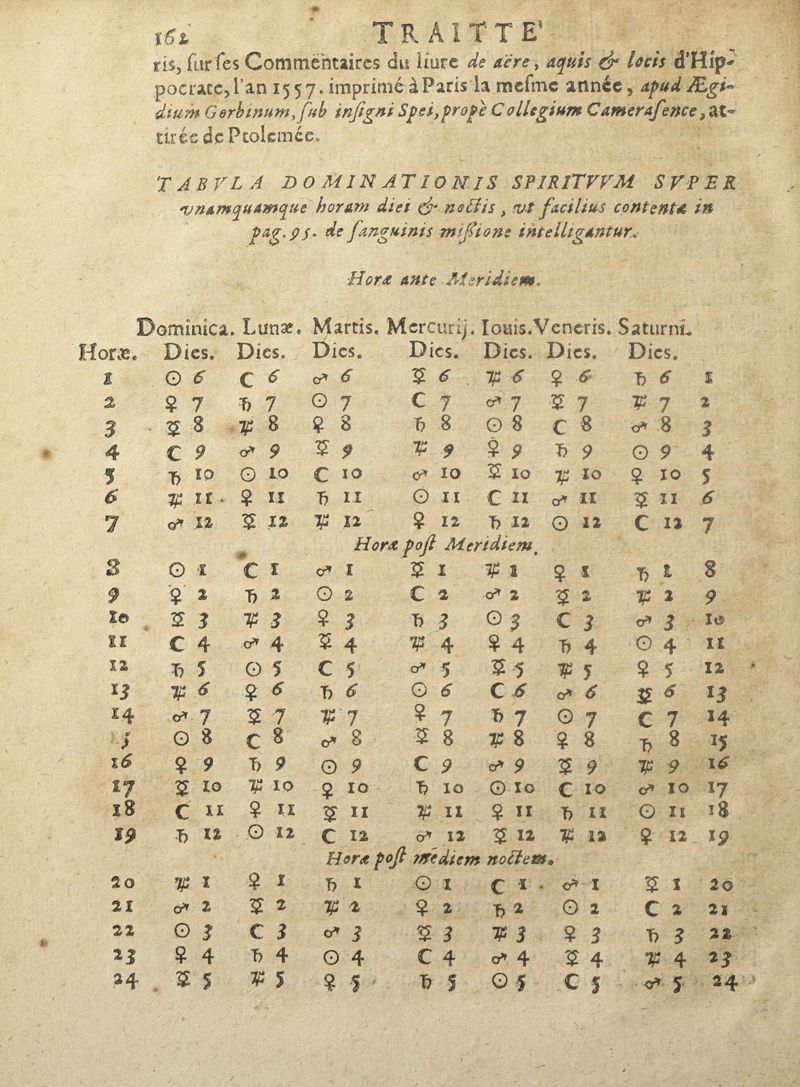 162 TRAITTE'
ris, sur ses Commẽntaires du liure de aëre, aquis & locis d'Hip-
pocrate, l'an 1557. imprimé à Paris la mesme année, apud Ægi-
dium Gorbinum, sub insigni Spei, propè Collegium Camerasence, at-
tirée de Ptolemée.
TABVLA DOMINATIONIS SPIRITVVM SVPER
vnamquamque horam diei & noctis, vt facilius contenta in
pag. 95. de sanguinis missione intelligantur.
Horæ ante Meridiem.
Dominica. Lunæ. Martis. Mercurij. Iouis. Veneris. Saturni.
Horæ. Dies. Dies. Dies. Dies. Dies. Dies. Dies.
1 ☉ 6 ☾ 6 ♂ 6 ☿ 6 ♃ 6 ♀ 6 ♄ 6 1
2 ♀ 7 ♄ 7 ☉ 7 ☾ 7 ♂ 7 ☿ 7 ♃ 7 2
3 ☿ 8 ♃ 8 ♀ 8 ♄ 8 ☉ 8 ☾ 8 ♂ 8 3
4 ☾ 9 ♂ 9 ☿ 9 ♃ 9 ♀ 9 ♄ 9 ☉ 9 4
5 ♄ 10 ☉ 10 ☾ 10 ♂ 10 ☿ 10 ♃ 10 ♀ 10 5
6 ♃ 11 ♀ 11 ♄ 11 ☉ 11 ☾ 11 ♂ 11 ☿ 11 6
7 ♂ 12 ☿ 12 ♃ 12 ♀ 12 ♄ 12 ☉ 12 ☾ 12 7
Horæ post Meridiem.
8 ☉ 1 ☾ 1 ♂ 1 ☿ 1 ♃ 1 ♀ 1 ♄ 1 8
9 ♀ 2 ♄ 2 ☉ 2 ☾ 2 ♂ 2 ☿ 2 ♃ 2 9
10 ☿ 3 ♃ 3 ♀ 3 ♄ 3 ☉ 3 ☾ 3 ♂ 3 10
11 ☾ 4 ♂ 4 ☿ 4 ♃ 4 ♀ 4 ♄ 4 ☉ 4 11
12 ♄ 5 ☉ 5 ☾ 5 ♂ 5 ☿ 5 ♃ 5 ♀ 5 12
13 ♃ 6 ♀ 6 ♄ 6 ☉ 6 ☾ 6 ♂ 6 ☿ 6 13
14 ♂ 7 ☿ 7 ♃ 7 ♀ 7 ♄ 7 ☉ 7 ☾ 7 14
5 ☉ 8 ☾ 8 ♂ 8 ☿ 8 ♃ 8 ♀ 8 ♄ 8 15
16 ♀ 9 ♄ 9 ☉ 9 ☾ 9 ♂ 9 ☿ 9 ♃ 9 16
17 ☿ 10 ♃ 10 ♀ 10 ♄ 10 ☉ 10 ☾ 10 ♂ 10 17
18 ☾ 11 ♀ 11 ☿ 11 ♃ 11 ♀ 11 ♄ 11 ☉ 11 18
19 ♄ 12 ☉ 12 ☾ 12 ♂ 12 ☿ 12 ♃ 12 ♀ 12 19
Horæ post mediem noctem.
20 ♃ 1 ♀ 1 ♄ 1 ☉ 1 ☾ 1 ♂ 1 ☿ 1 20
21 ♂ 2 ☿ 2 ♃ 2 ♀ 2 ♄ 2 ☉ 2 ☾ 2 21
22 ☉ 3 ☾ 3 ♂ 3 ☿ 3 ♃ 3 ♀ 3 ♄ 3 22
23 ♀ 4 ♄ 4 ☉ 4 ☾ 4 ♂ 4 ☿ 4 ♃ 4 23
24 ☿ 5 ♃ 5 ♀ 5 ♄ 5 ☉ 5 ☾ 5 ♂ 5 24